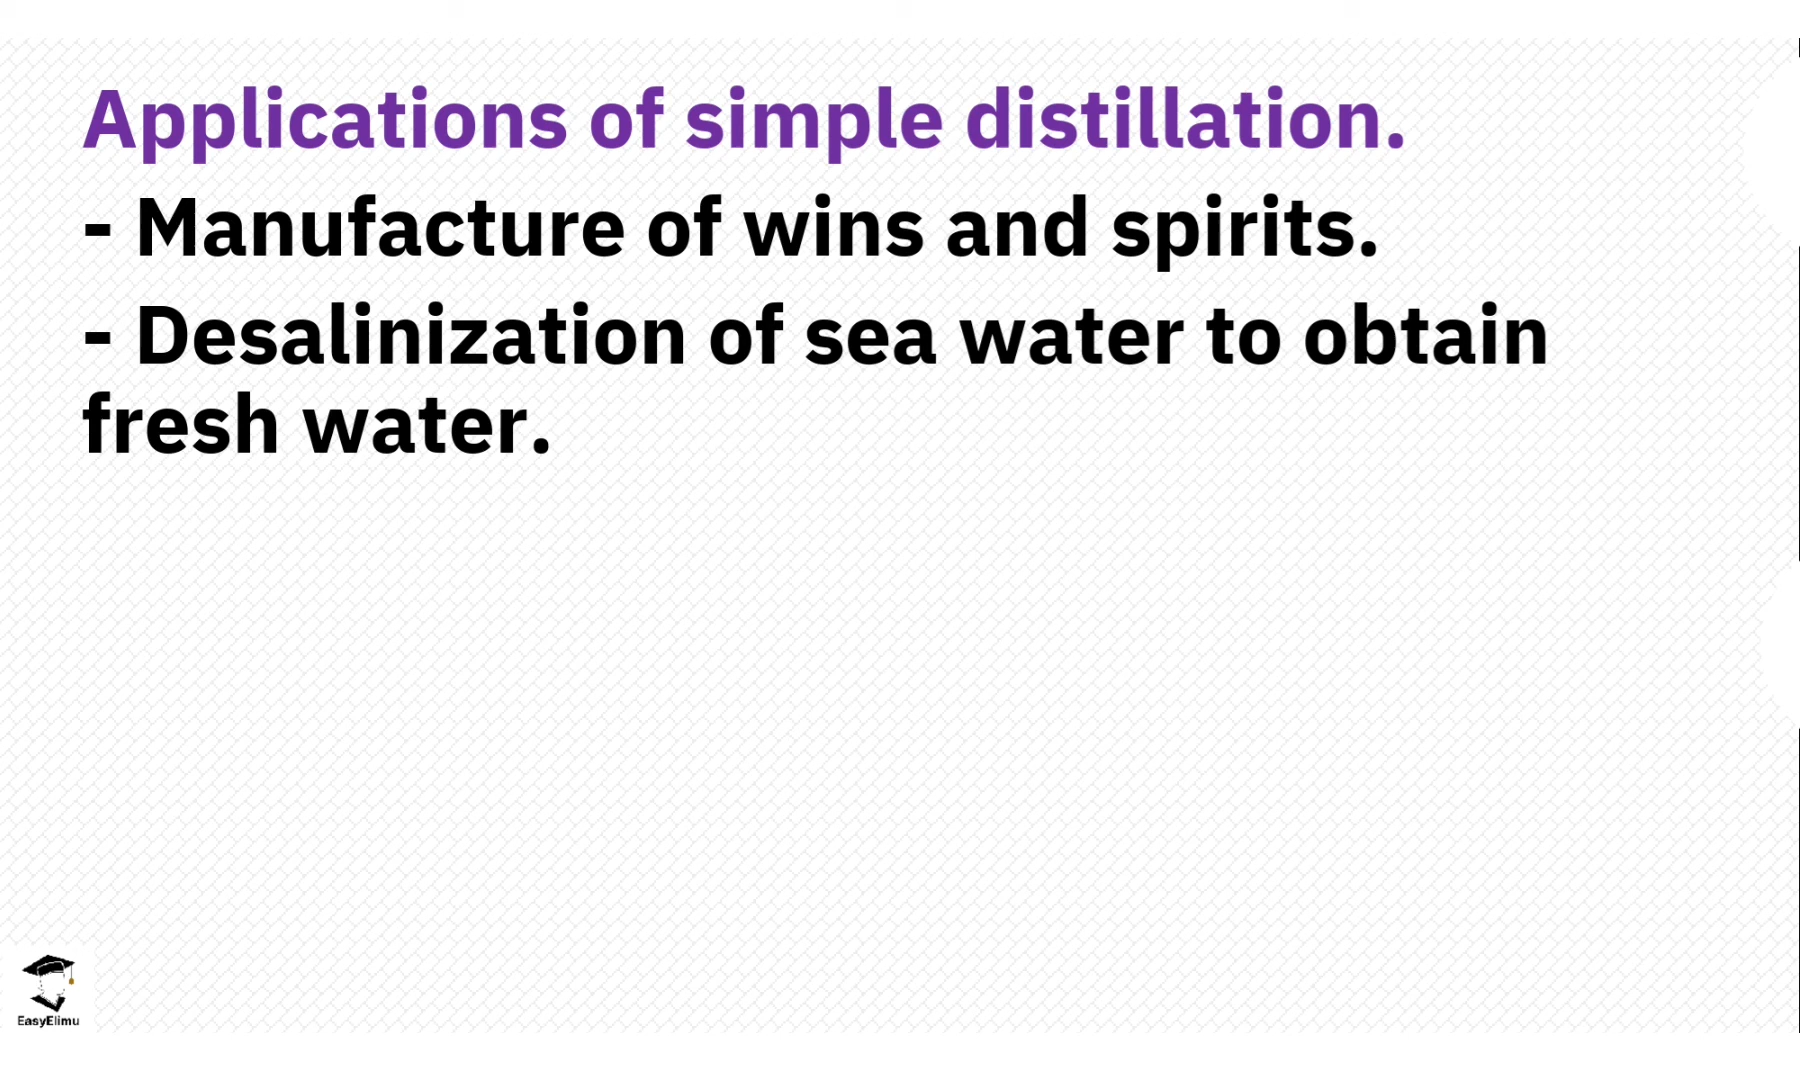 Applications of simple distillation.
- Manufacture of wins and spirits.
- Desalinization of sea water to obtain
fresh water.
EasyElimu